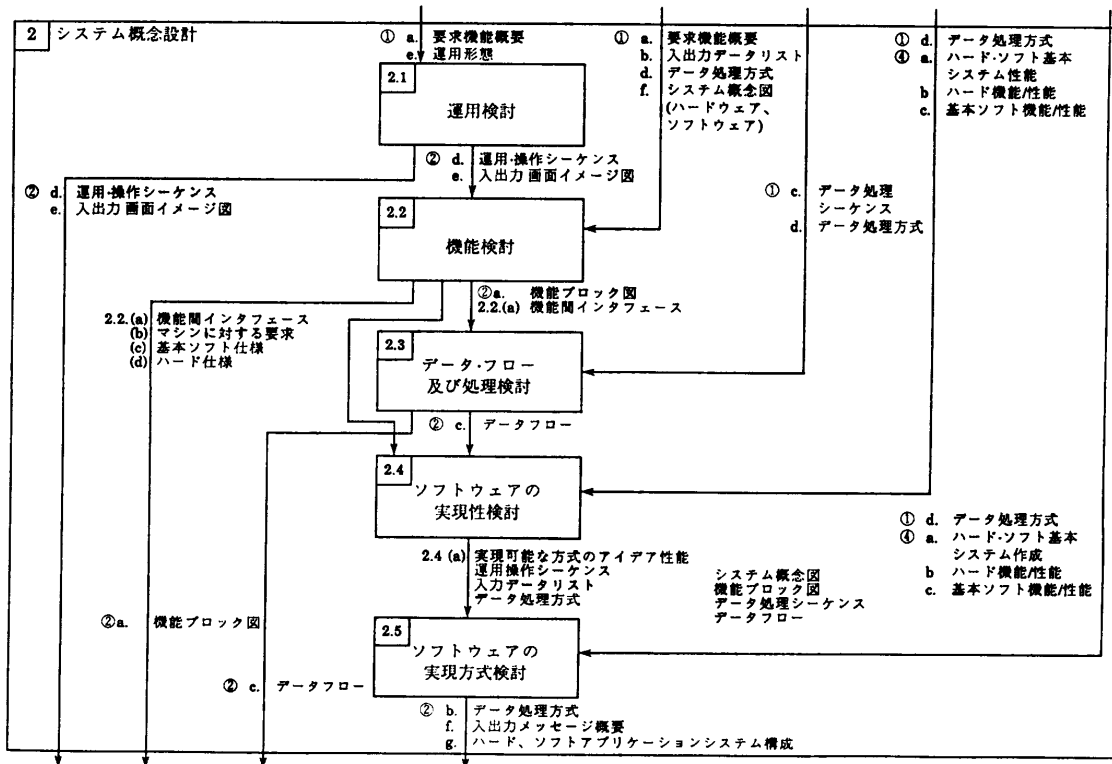 2 システム概念設計
① a. 要求機能概要
e. 運用形態
① a. 要求機能概要
b. 入出力データリスト
d. データ処理方式
f. システム概念図
(ハードウェア、
ソフトウェア)
① d. データ処理方式
④ a. ハード・ソフト基本
システム性能
b ハード機能/性能
c. 基本ソフト機能/性能
2.1
運用検討
② d. 運用・操作シーケンス
e. 入出力画面イメージ図
② d. 運用・操作シーケンス
e. 入出力画面イメージ図
① c. データ処理
シーケンス
d. データ処理方式
2.2
機能検討
②a. 機能ブロック図
2.2.(a) 機能間インタフェース
2.2.(a) 機能間インタフェース
(b) マシンに対する要求
(c) 基本ソフト仕様
(d) ハード仕様
2.3
データ・フロー
及び処理検討
② c. データフロー
2.4
ソフトウェアの
実現性検討
2.4 (a) 実現可能な方式のアイデア性能
運用操作シーケンス
入力データリスト
データ処理方式
システム概念図
機能ブロック図
データ処理シーケンス
データフロー
① d. データ処理方式
④ a. ハード・ソフト基本
システム作成
b ハード機能/性能
c. 基本ソフト機能/性能
②a. 機能ブロック図
2.5
ソフトウェアの
実現方式検討
② c. データフロー
② b. データ処理方式
f. 入出力メッセージ概要
g. ハード、ソフトアプリケーションシステム構成